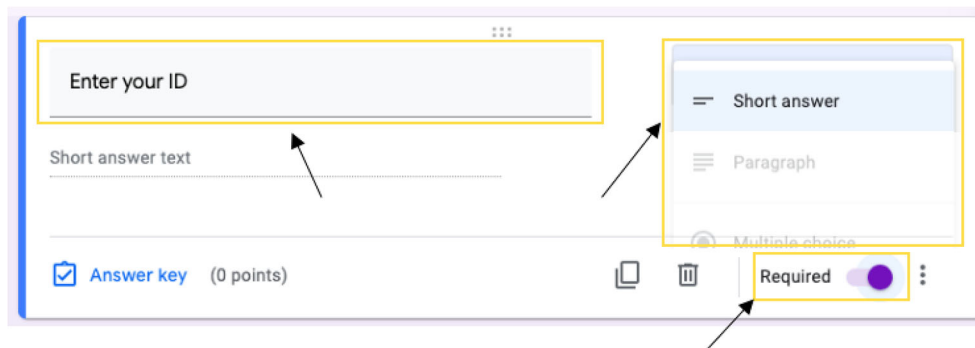 Enter your ID
Short answer
Short answer text
Paragraph
Multiple choice
Answer key (0 points)
Required